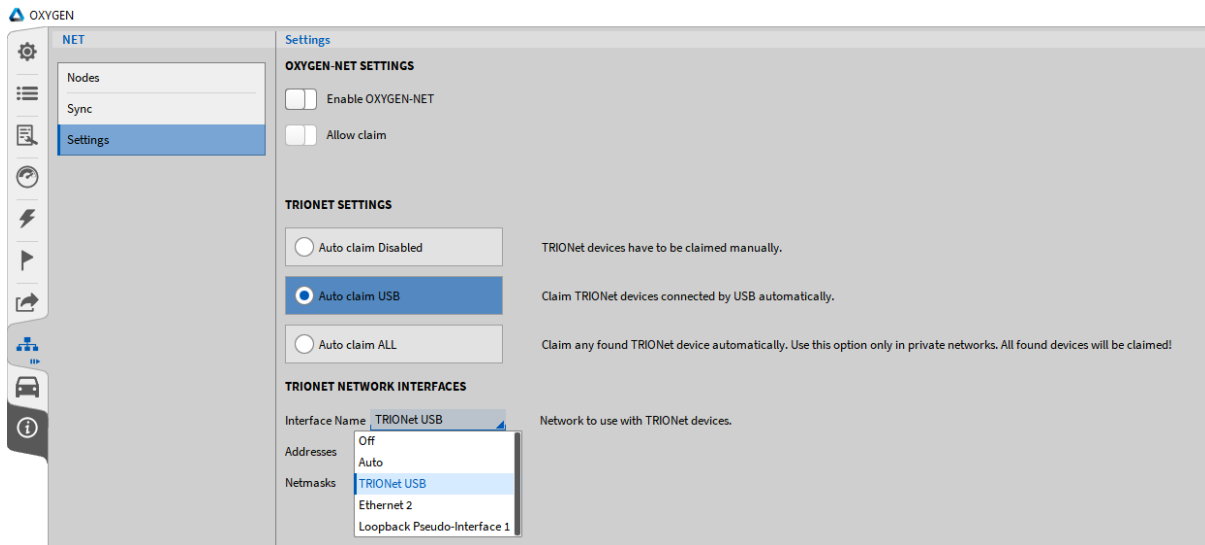 OXYGEN
NET
Nodes
Sync
Settings
Settings
OXYGEN-NET SETTINGS
Enable OXYGEN-NET
Allow claim
TRIONET SETTINGS
Auto claim Disabled
TRIONet devices have to be claimed manually.
Auto claim USB
Claim TRIONet devices connected by USB automatically.
Auto claim ALL
Claim any found TRIONet device automatically. Use this option only in private networks. All found devices will be claimed!
TRIONET NETWORK INTERFACES
Interface Name TRIONet USB
Network to use with TRIONet devices.
Addresses
Netmasks
Off
Auto
TRIONet USB
Ethernet 2
Loopback Pseudo-Interface 1